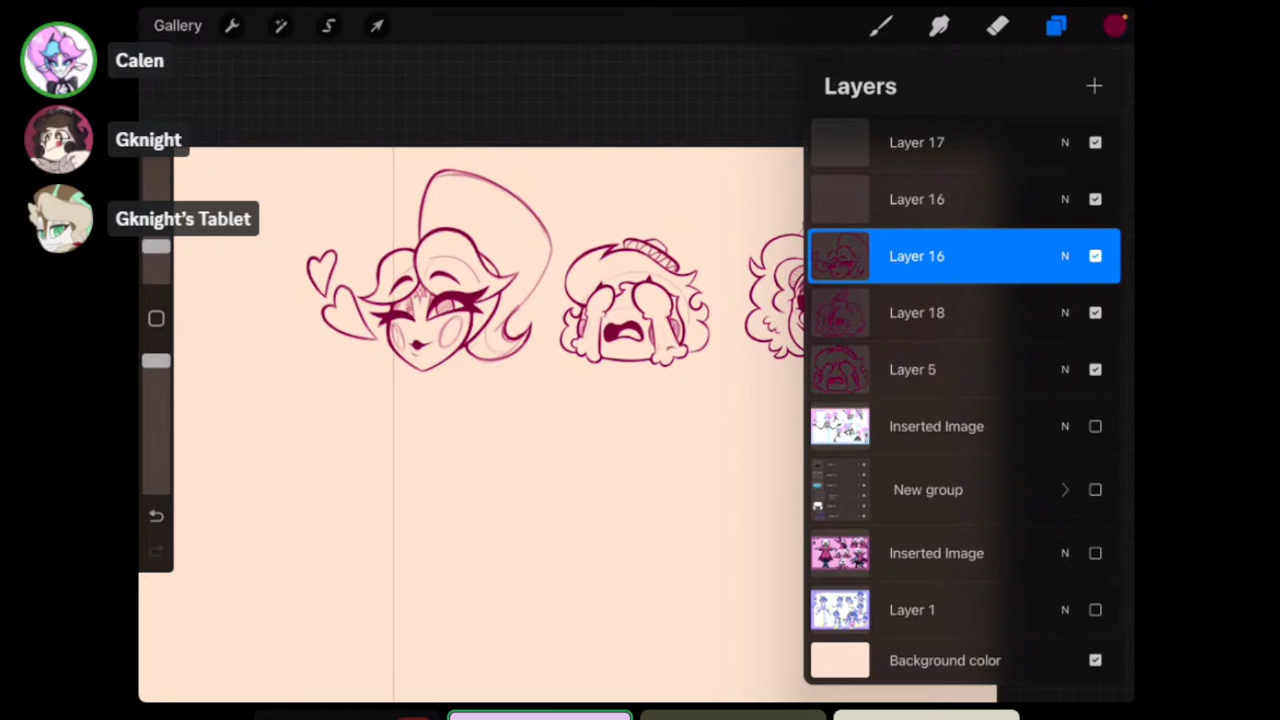 Gallery
Calen
Gknight
Gknight's Tablet
Layers
Layer 17 N
Layer 16 N
Layer 16 N
Layer 18 N
Layer 5 N
Inserted Image N
New group
Inserted Image N
Layer 1 N
Background color